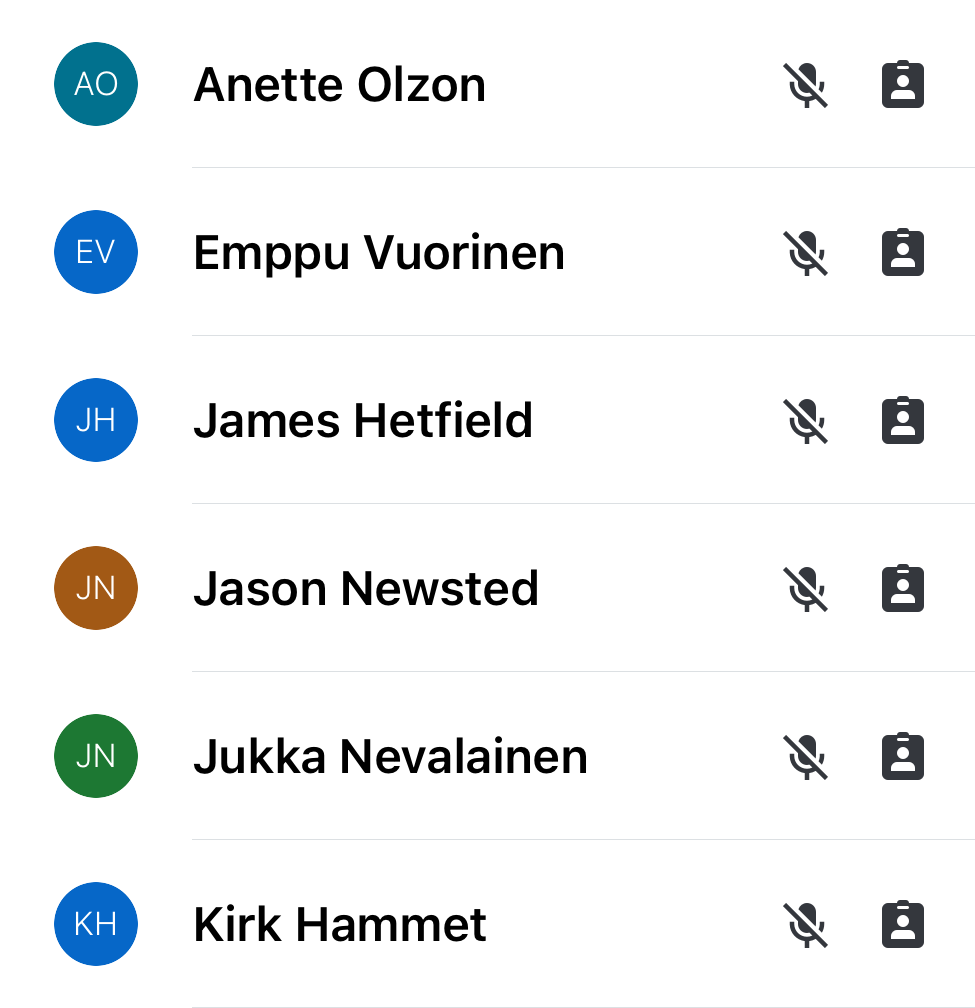 AO Anette Olzon
EV Emppu Vuorinen
JH James Hetfield
JN Jason Newsted
JN Jukka Nevalainen
KH Kirk Hammet